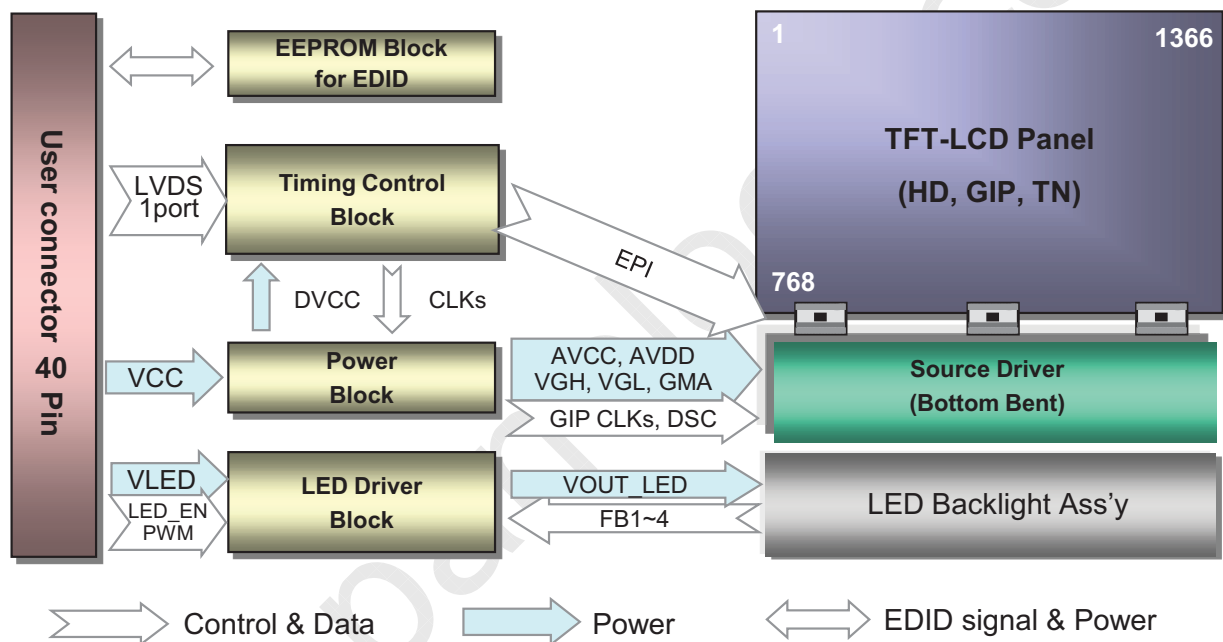 User connector 40 Pin
EEPROM Block
for EDID
LVDS
1port
Timing Control
Block
EPI
DVCC
CLKs
VCC
Power
Block
AVCC, AVDD
VGH, VGL, GMA
GIP CLKs, DSC
VLED
LED_EN
PWM
LED Driver
Block
VOUT_LED
FB1~4
1
1366
TFT-LCD Panel
(HD, GIP, TN)
768
Source Driver
(Bottom Bent)
LED Backlight Ass'y
Control & Data
Power
EDID signal & Power